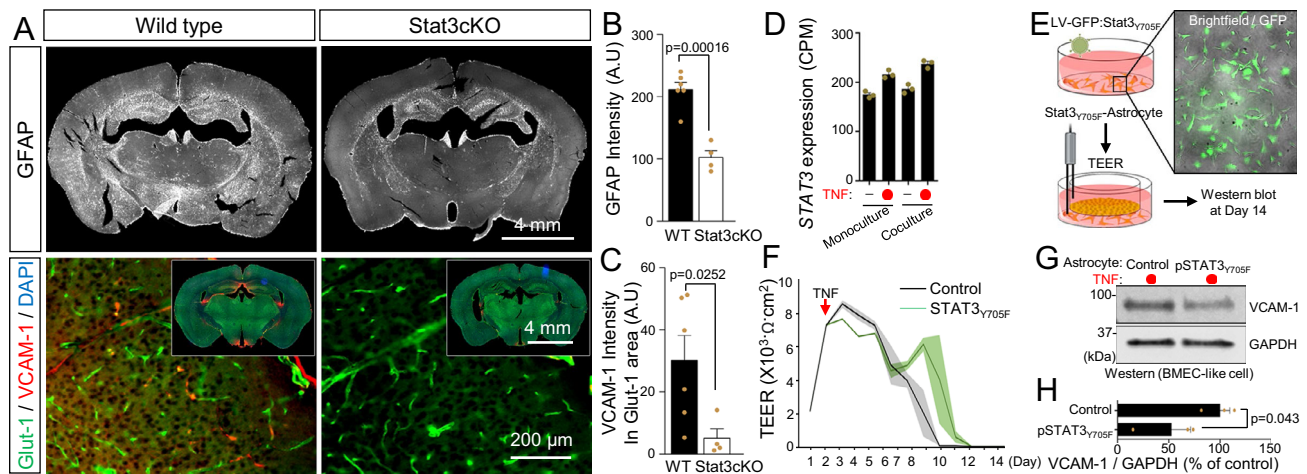 A
Wild type
Stat3cKO
GFAP
4 mm
Glut-1 / VCAM-1 / DAPI
4 mm
200 µm
B
GFAP Intensity (A.U)
300
200
100
0
p=0.00016
WT Stat3cKO
C
VCAM-1 Intensity
In Glut-1 area (A.U)
60
40
20
0
p=0.0252
WT Stat3cKO
D
STAT3 expression (CPM)
300
200
100
0
TNF: – –
Monoculture
Coculture
E
LV-GFP:Stat3Y705F
Brightfield / GFP
Stat3Y705F-Astrocyte
TEER
Western blot
at Day 14
F
TEER (X10³·Ω·cm²)
10
8
6
4
2
0
TNF
Control
STAT3Y705F
1 2 3 4 5 6 7 8 10 11 12 14 (Day)
G
Astrocyte: Control pSTAT3Y705F
TNF:
100
VCAM-1
37
GAPDH
(kDa)
Western (BMEC-like cell)
H
Control
pSTAT3Y705F
p=0.043
0 50 100 150
VCAM-1 / GAPDH (% of control)